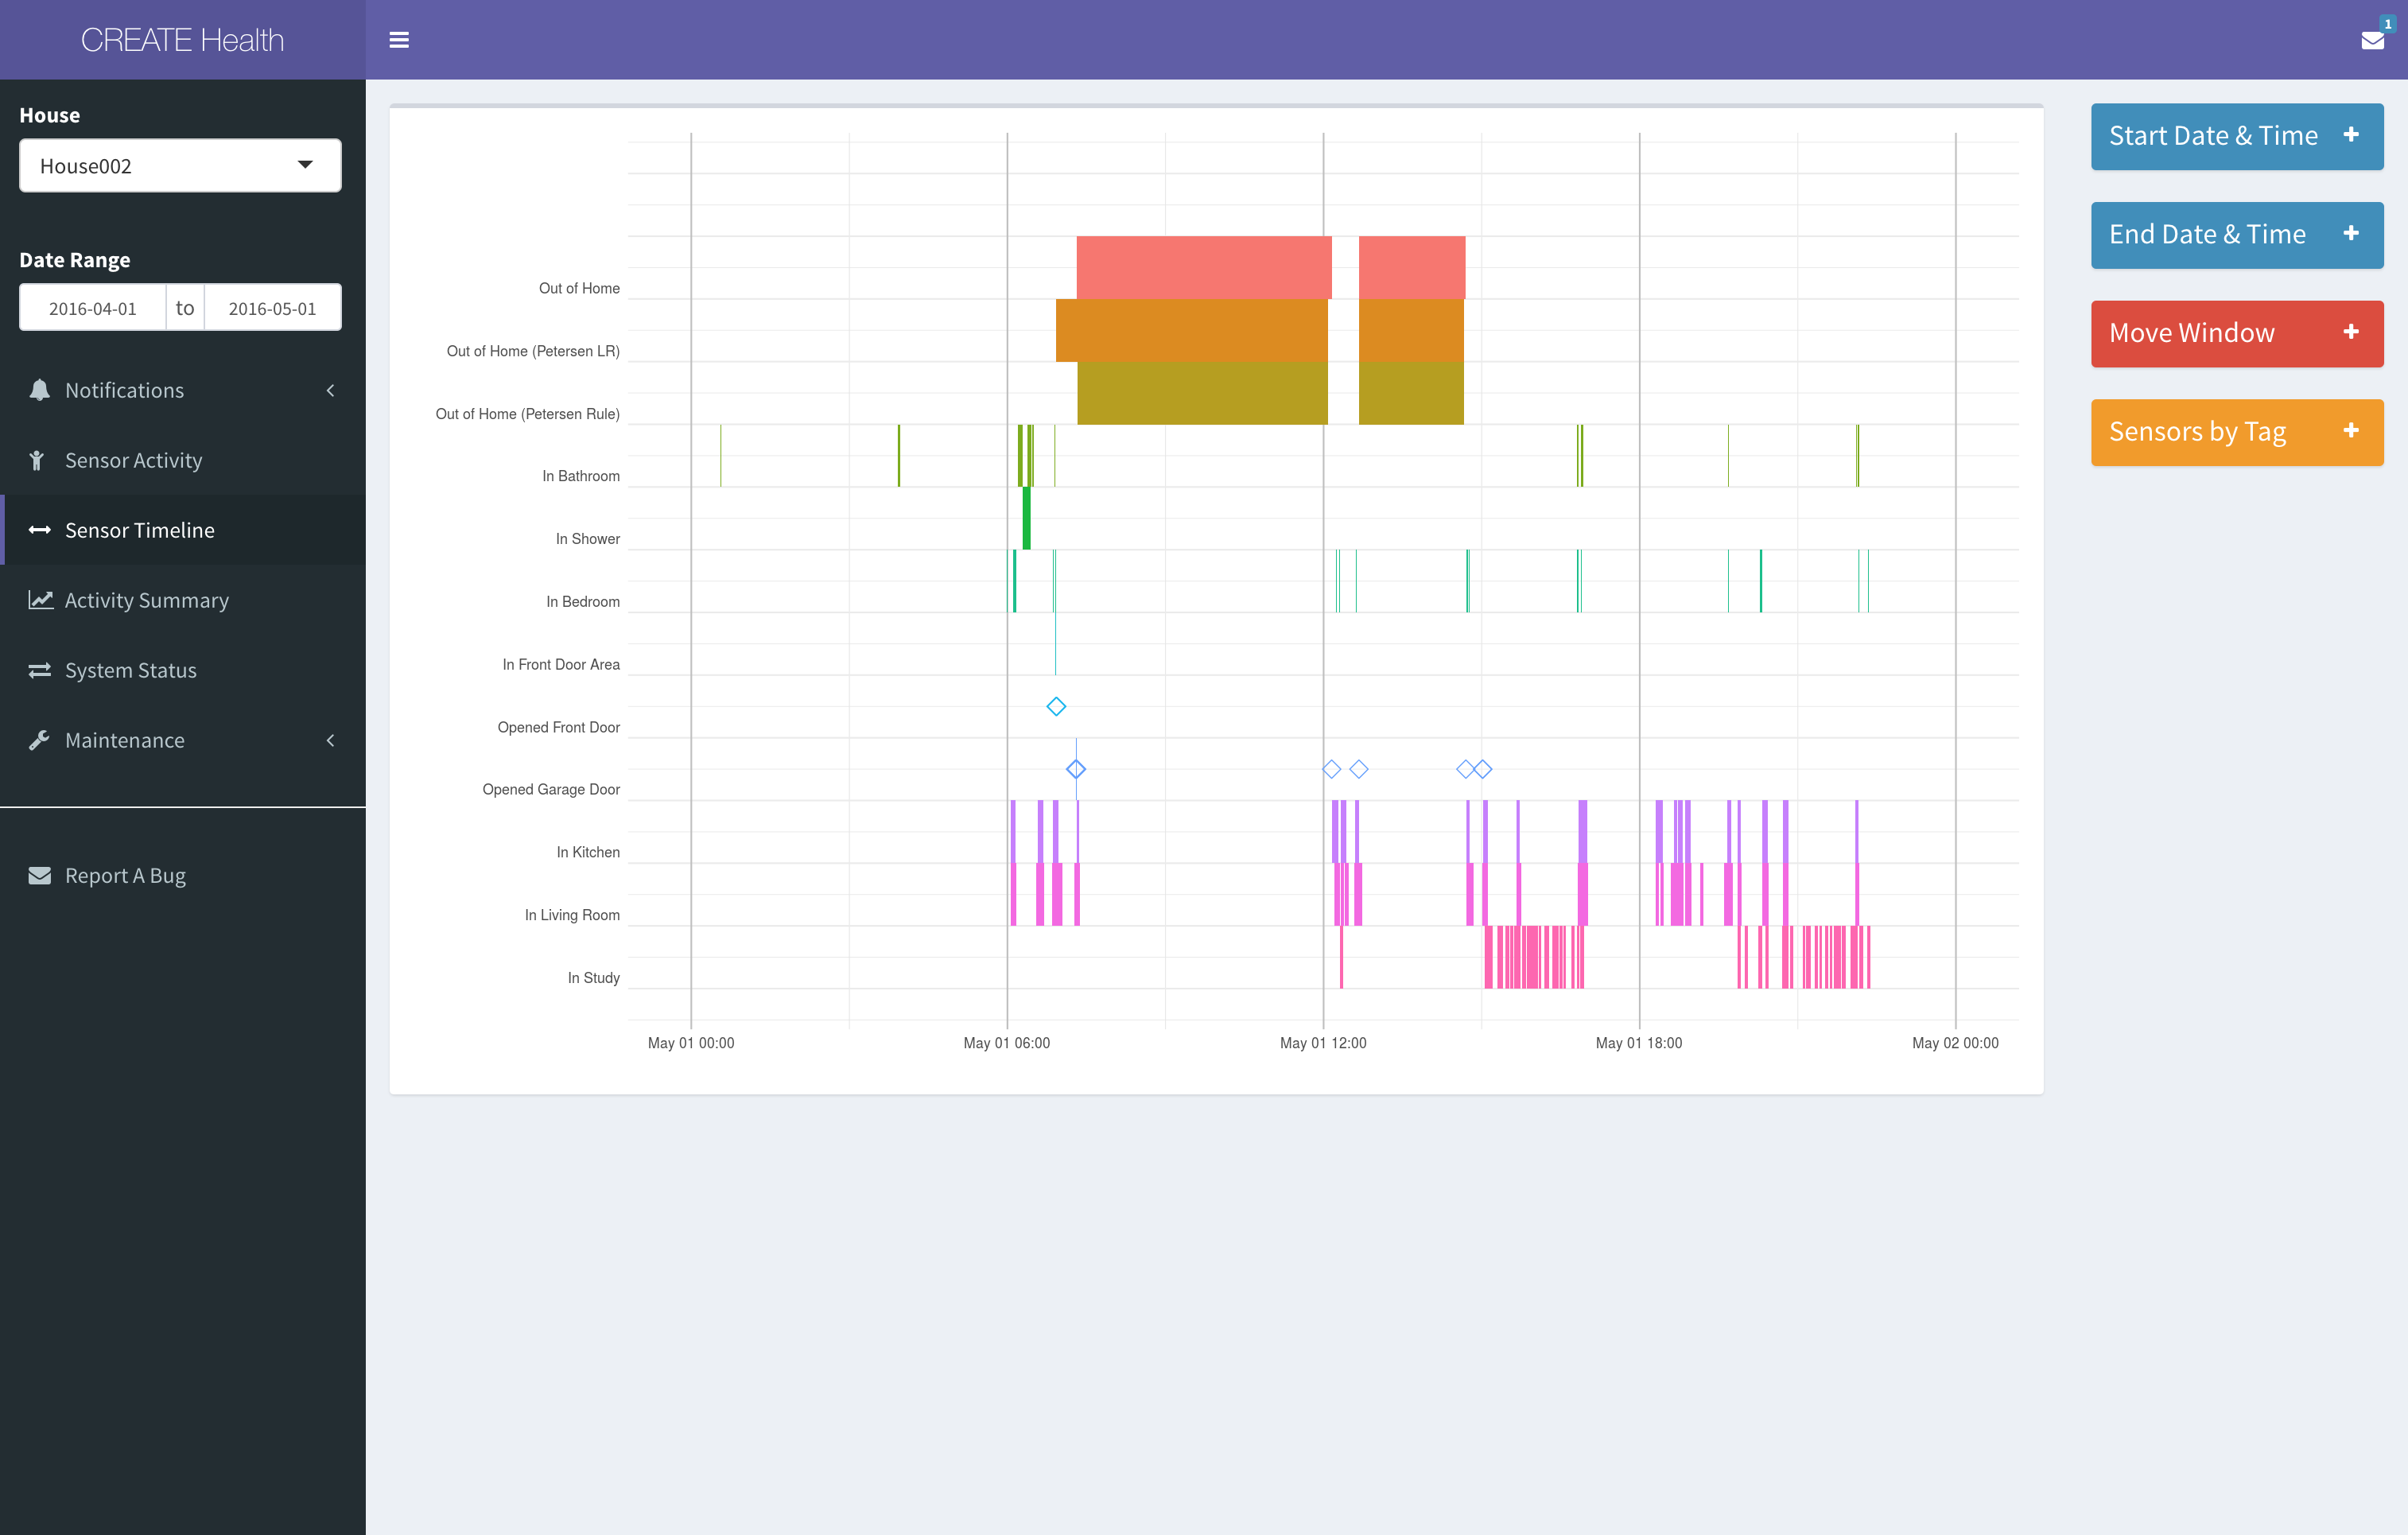 CREATE Health
1
House
House002
Date Range
2016-04-01 to 2016-05-01
Notifications
Sensor Activity
Sensor Timeline
Activity Summary
System Status
Maintenance
Report A Bug
Out of Home
Out of Home (Petersen LR)
Out of Home (Petersen Rule)
In Bathroom
In Shower
In Bedroom
In Front Door Area
Opened Front Door
Opened Garage Door
In Kitchen
In Living Room
In Study
May 01 00:00 May 01 06:00 May 01 12:00 May 01 18:00 May 02 00:00
Start Date & Time +
End Date & Time +
Move Window +
Sensors by Tag +